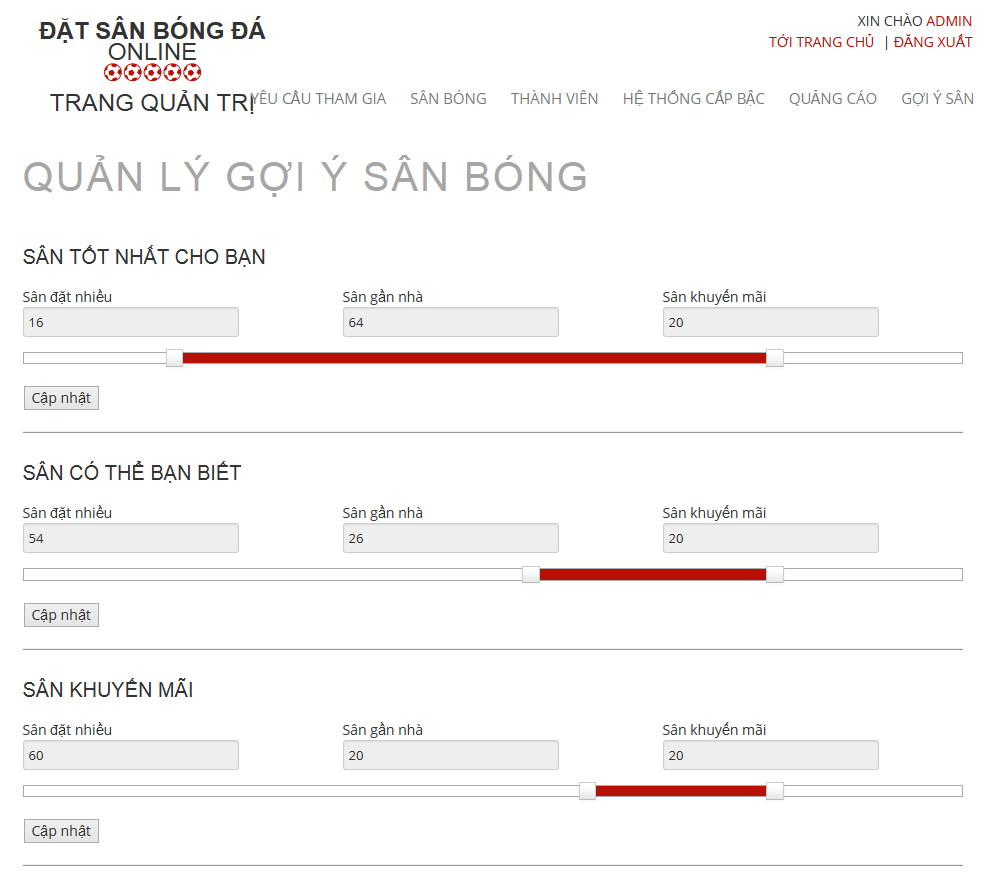 ĐẶT SÂN BÓNG ĐÁ
ONLINE
TRANG QUẢN TRỊ
XIN CHÀO ADMIN
TỚI TRANG CHỦ | ĐĂNG XUẤT
YÊU CẦU THAM GIA SÂN BÓNG THÀNH VIÊN HỆ THỐNG CẤP BẬC QUẢNG CÁO GỢI Ý SÂN
QUẢN LÝ GỢI Ý SÂN BÓNG
SÂN TỐT NHẤT CHO BẠN
Sân đặt nhiều Sân gần nhà Sân khuyến mãi
16 64 20
Cập nhật
SÂN CÓ THỂ BẠN BIẾT
Sân đặt nhiều Sân gần nhà Sân khuyến mãi
54 26 20
Cập nhật
SÂN KHUYẾN MÃI
Sân đặt nhiều Sân gần nhà Sân khuyến mãi
60 20 20
Cập nhật